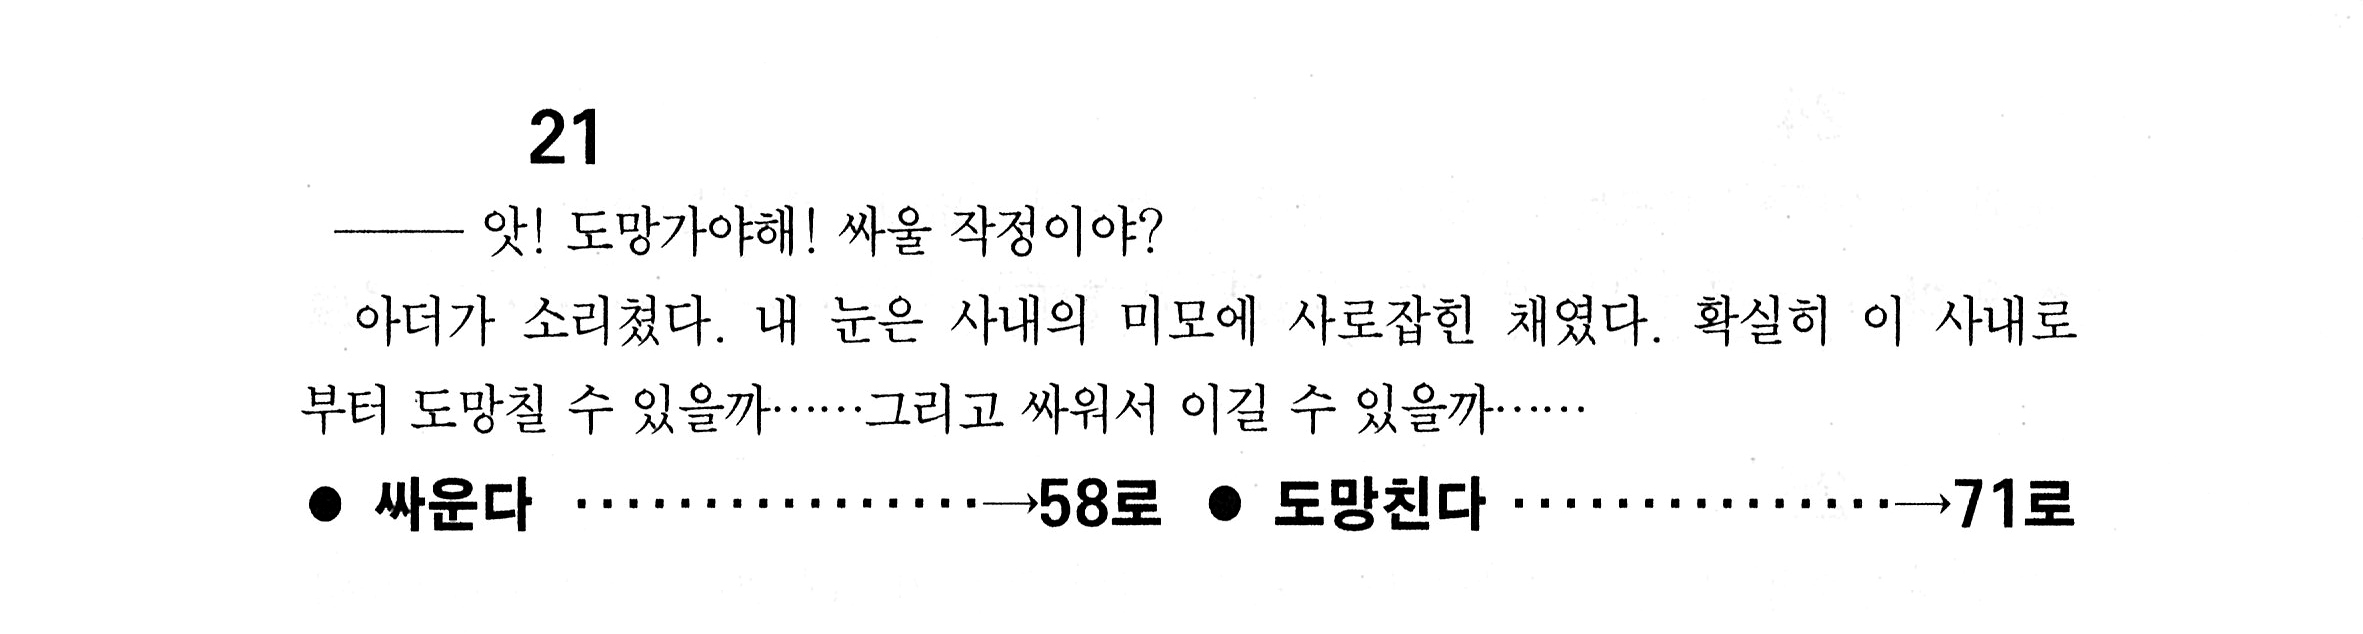 21
—— 앗! 도망가야해! 싸울 작정이야?
아더가 소리쳤다. 내 눈은 사내의 미모에 사로잡힌 채였다. 확실히 이 사내로
부터 도망칠 수 있을까……그리고 싸워서 이길 수 있을까……
● 싸운다 ················→58로 ● 도망친다 ···············→71로